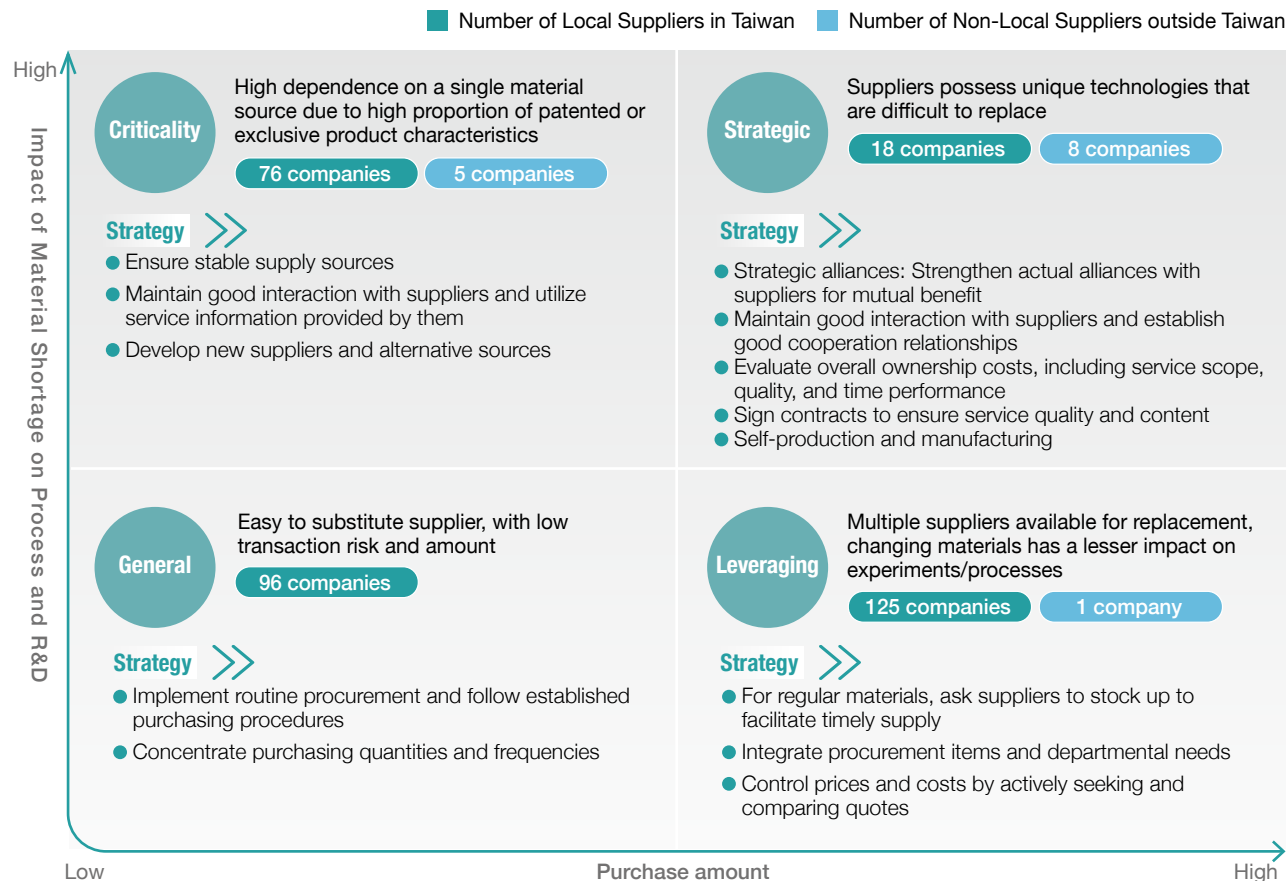 Number of Local Suppliers in Taiwan
Number of Non-Local Suppliers outside Taiwan
High
Impact of Material Shortage on Process and R&D
Criticality
High dependence on a single material
source due to high proportion of patented or
exclusive product characteristics
76 companies
5 companies
Strategy
Ensure stable supply sources
Maintain good interaction with suppliers and utilize
service information provided by them
Develop new suppliers and alternative sources
Strategic
Suppliers possess unique technologies that
are difficult to replace
18 companies
8 companies
Strategy
Strategic alliances: Strengthen actual alliances with
suppliers for mutual benefit
Maintain good interaction with suppliers and establish
good cooperation relationships
Evaluate overall ownership costs, including service scope,
quality, and time performance
Sign contracts to ensure service quality and content
Self-production and manufacturing
General
Easy to substitute supplier, with low
transaction risk and amount
96 companies
Strategy
Implement routine procurement and follow established
purchasing procedures
Concentrate purchasing quantities and frequencies
Leveraging
Multiple suppliers available for replacement,
changing materials has a lesser impact on
experiments/processes
125 companies
1 company
Strategy
For regular materials, ask suppliers to stock up to
facilitate timely supply
Integrate procurement items and departmental needs
Control prices and costs by actively seeking and
comparing quotes
Low
Purchase amount
High